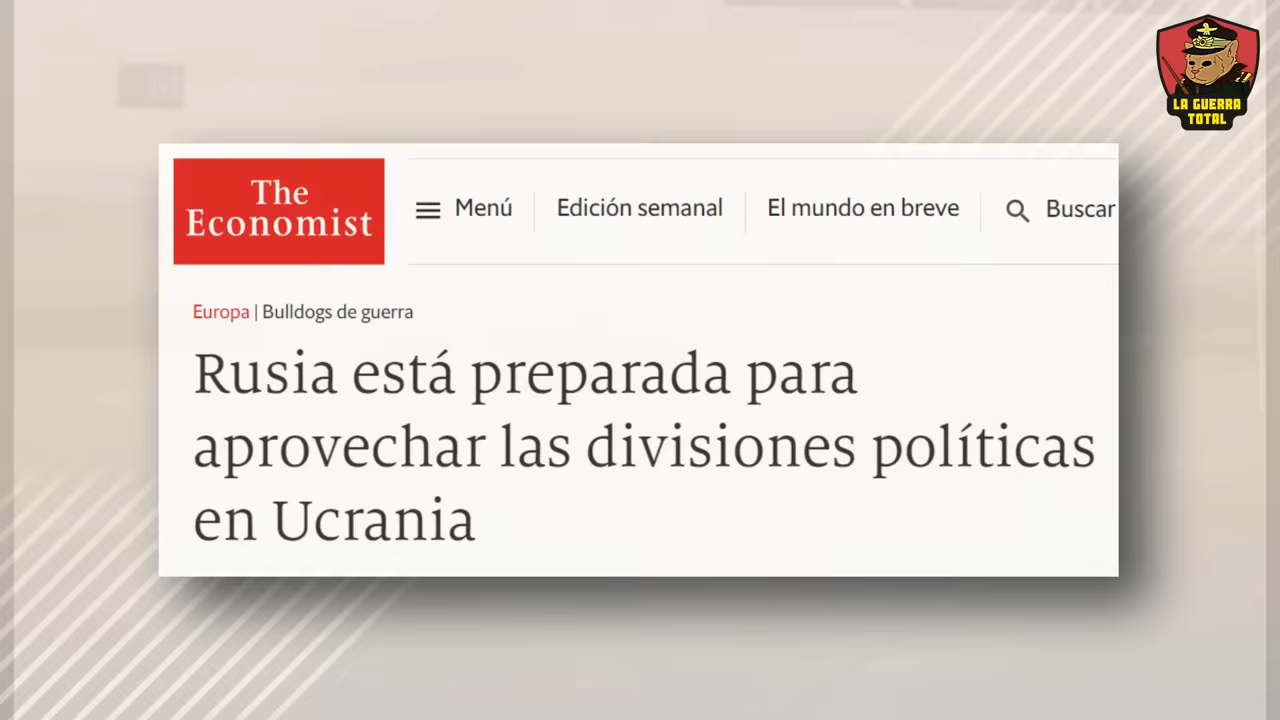 LA GUERRA
TOTAL
The
Economist
Menú
Edición semanal
El mundo en breve
Buscar
Europa | Bulldogs de guerra
Rusia está preparada para
aprovechar las divisiones políticas
en Ucrania